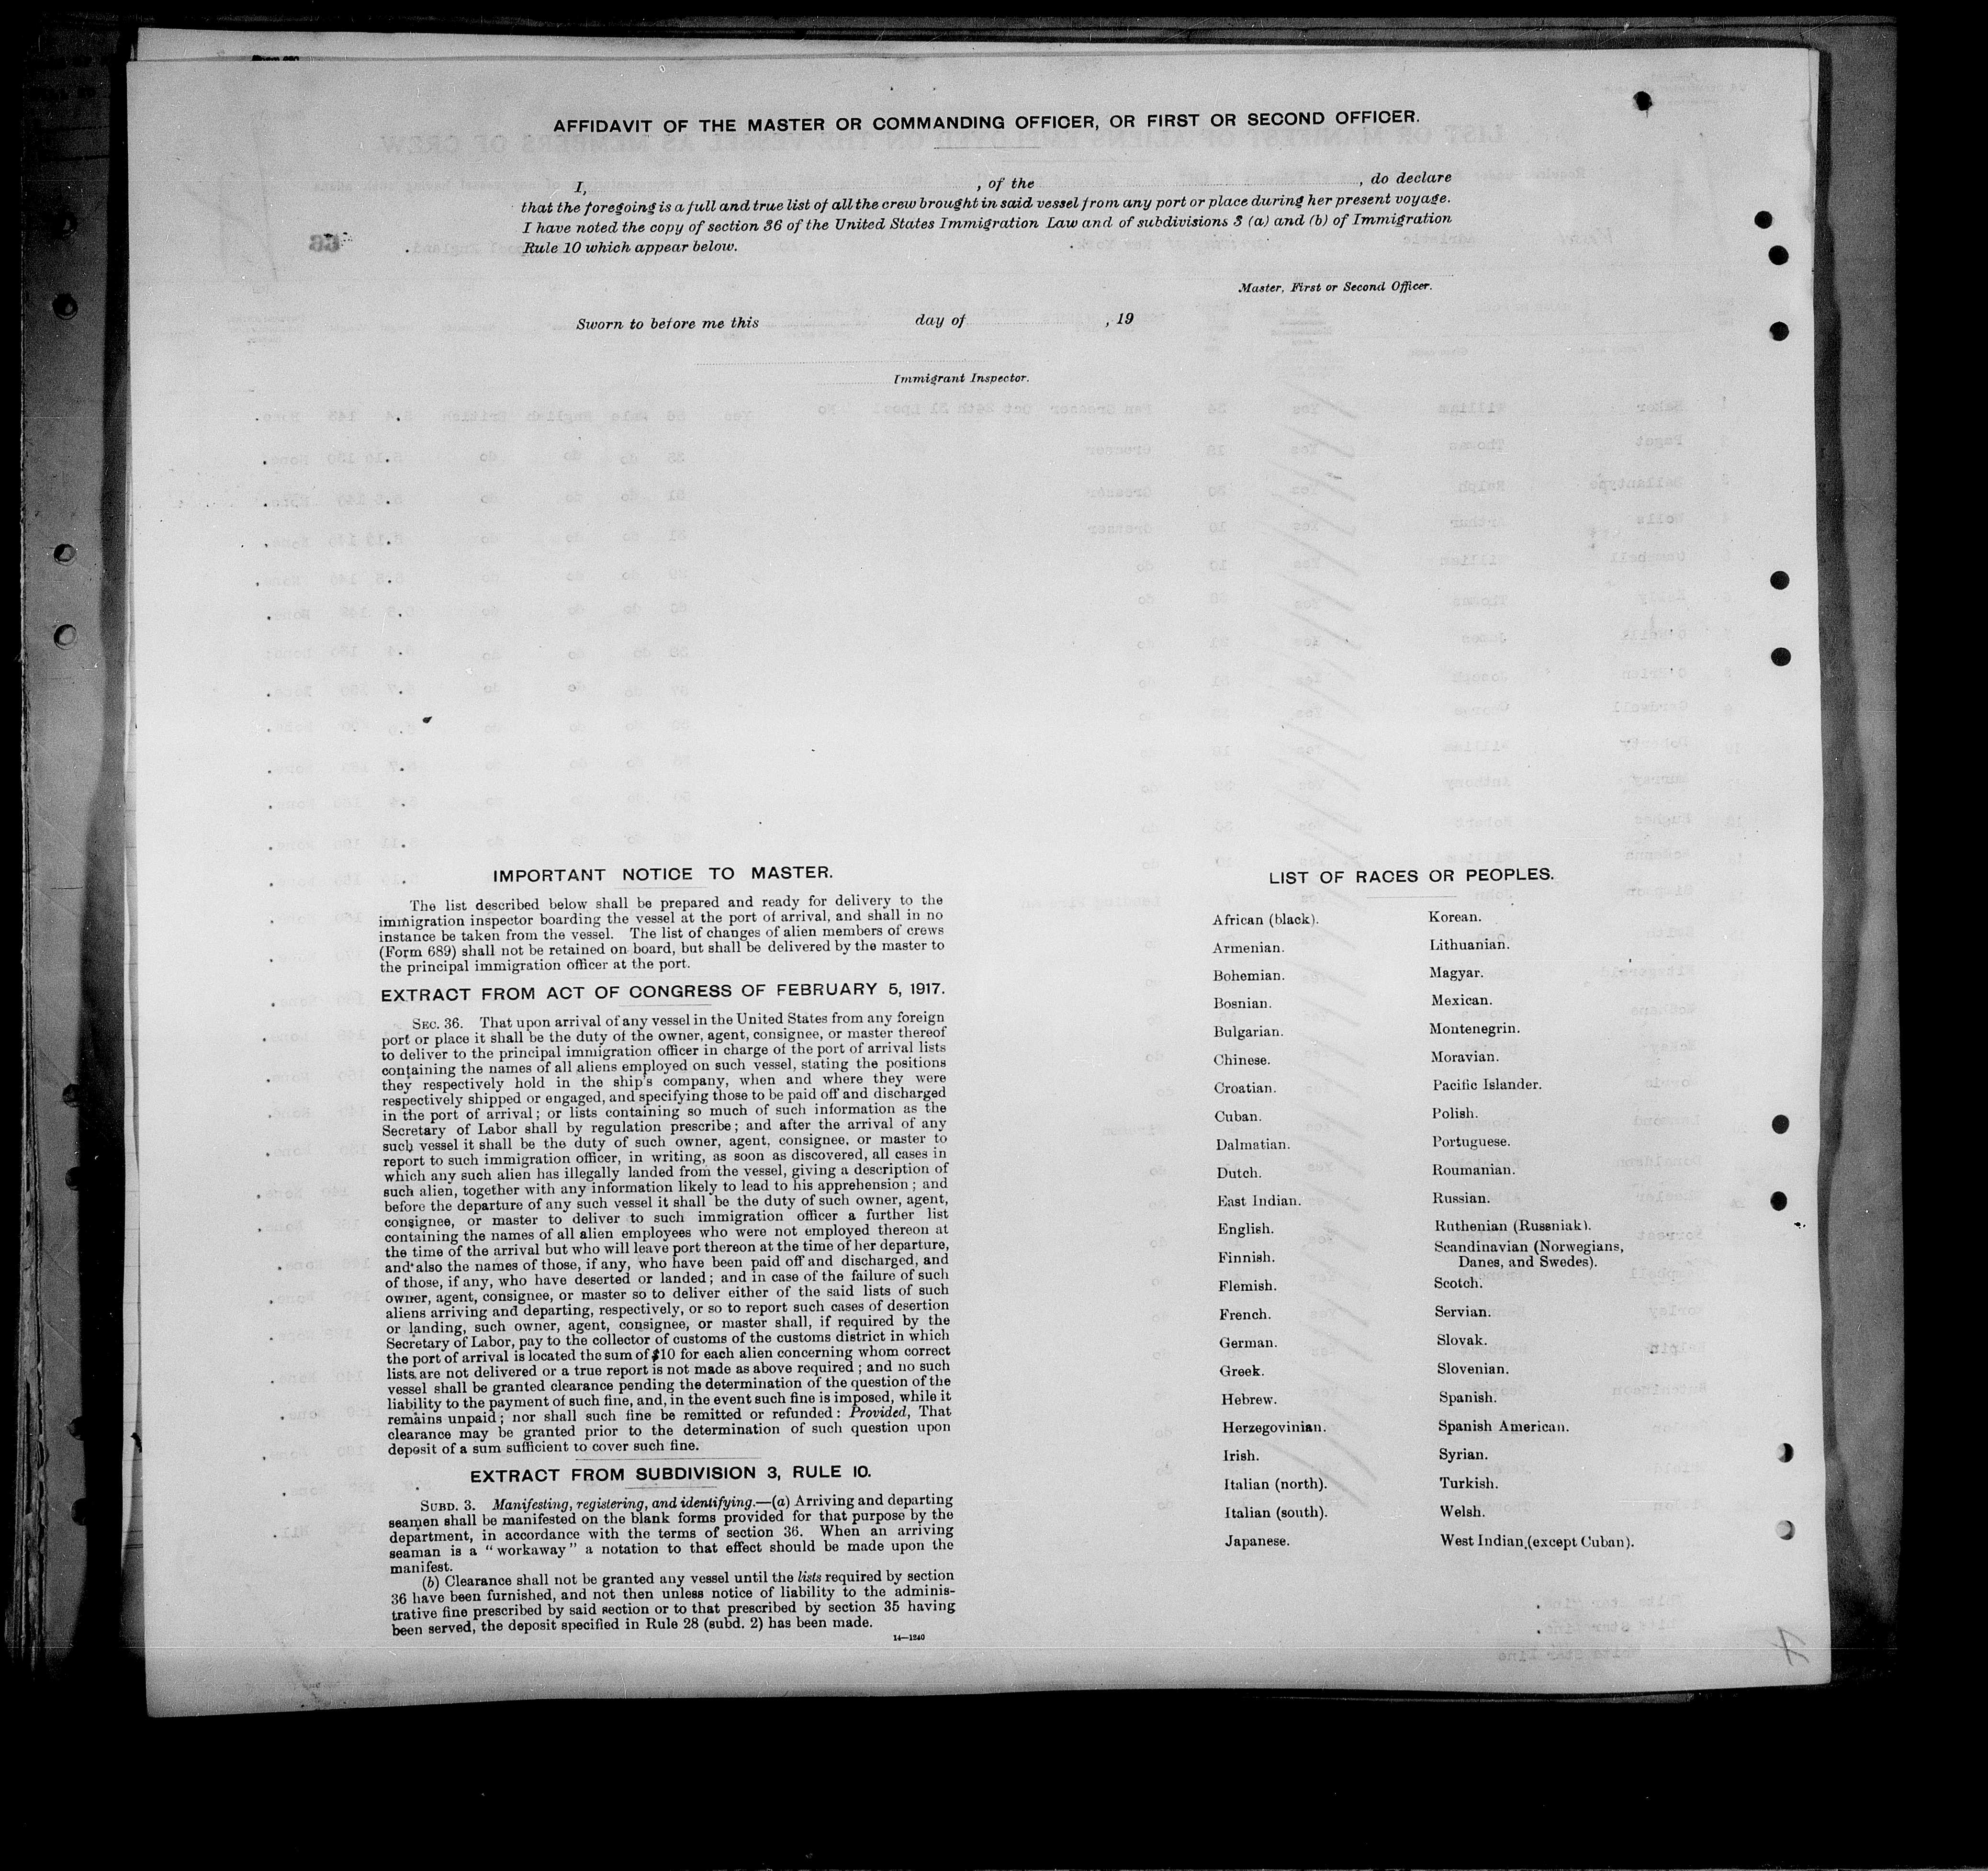 AFFIDAVIT OF THE MASTER OR COMMANDING OFFICER, OR FIRST OR SECOND OFFICER.
I, , of the , do declare
that the foregoing is a full and true list of all the crew brought in said vessel from any port or place during her present voyage.
I have noted the copy of section 36 of the United States Immigration Law and of subdivisions 3 (a) and (b) of Immigration
Rule 10 which appear below.
Master, First or Second Officer.
Sworn to before me this day of , 19
Immigrant Inspector.
IMPORTANT NOTICE TO MASTER.
The list described below shall be prepared and ready for delivery to the
immigration inspector boarding the vessel at the port of arrival, and shall in no
instance be taken from the vessel. The list of changes of alien members of crews
(Form 689) shall not be retained on board, but shall be delivered by the master to
the principal immigration officer at the port.
EXTRACT FROM ACT OF CONGRESS OF FEBRUARY 5, 1917.
SEC. 36. That upon arrival of any vessel in the United States from any foreign
port or place it shall be the duty of the owner, agent, consignee, or master thereof
to deliver to the principal immigration officer in charge of the port of arrival lists
containing the names of all aliens employed on such vessel, stating the positions
they respectively hold in the ship's company, when and where they were
respectively shipped or engaged, and specifying those to be paid off and discharged
in the port of arrival; or lists containing so much of such information as the
Secretary of Labor shall by regulation prescribe; and after the arrival of any
such vessel it shall be the duty of such owner, agent, consignee, or master to
report to such immigration officer, in writing, as soon as discovered, all cases in
which any such alien has illegally landed from the vessel, giving a description of
such alien, together with any information likely to lead to his apprehension; and
before the departure of any such vessel it shall be the duty of such owner, agent,
consignee, or master to deliver to such immigration officer a further list
containing the names of all alien employees who were not employed thereon at
the time of the arrival but who will leave port thereon at the time of her departure,
and also the names of those, if any, who have been paid off and discharged, and
of those, if any, who have deserted or landed; and in case of the failure of such
owner, agent, consignee, or master so to deliver either of the said lists of such
aliens arriving and departing, respectively, or so to report such cases of desertion
or landing, such owner, agent, consignee, or master shall, if required by the
Secretary of Labor, pay to the collector of customs of the customs district in which
the port of arrival is located the sum of $10 for each alien concerning whom correct
lists are not delivered or a true report is not made as above required; and no such
vessel shall be granted clearance pending the determination of the question of the
liability to the payment of such fine, and, in the event such fine is imposed, while it
remains unpaid; nor shall such fine be remitted or refunded: Provided, That
clearance may be granted prior to the determination of such question upon
deposit of a sum sufficient to cover such fine.
EXTRACT FROM SUBDIVISION 3, RULE 10.
SUBD. 3. Manifesting, registering, and identifying.—(a) Arriving and departing
seamen shall be manifested on the blank forms provided for that purpose by the
department, in accordance with the terms of section 36. When an arriving
seaman is a "workaway" a notation to that effect should be made upon the
manifest.
(b) Clearance shall not be granted any vessel until the lists required by section
36 have been furnished, and not then unless notice of liability to the adminis-
trative fine prescribed by said section or to that prescribed by section 35 having
been served, the deposit specified in Rule 28 (subd. 2) has been made.
14—1240
LIST OF RACES OR PEOPLES.
African (black).
Armenian.
Bohemian.
Bosnian.
Bulgarian.
Chinese.
Croatian.
Cuban.
Dalmatian.
Dutch.
East Indian.
English.
Finnish.
Flemish.
French.
German.
Greek.
Hebrew.
Herzegovinian.
Irish.
Italian (north).
Italian (south).
Japanese.
Korean.
Lithuanian.
Magyar.
Mexican.
Montenegrin.
Moravian.
Pacific Islander.
Polish.
Portuguese.
Roumanian.
Russian.
Ruthenian (Russniak).
Scandinavian (Norwegians,
Danes, and Swedes).
Scotch.
Servian.
Slovak.
Slovenian.
Spanish.
Spanish American.
Syrian.
Turkish.
Welsh.
West Indian (except Cuban).